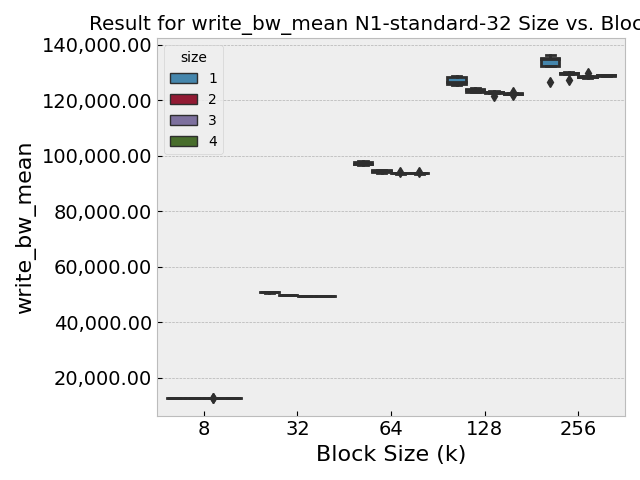 Result for write_bw_mean N1-standard-32 Size vs. Bloc
140,000.00
120,000.00
100,000.00
80,000.00
60,000.00
40,000.00
20,000.00
write_bw_mean
size
1
2
3
4
8 32 64 128 256
Block Size (k)